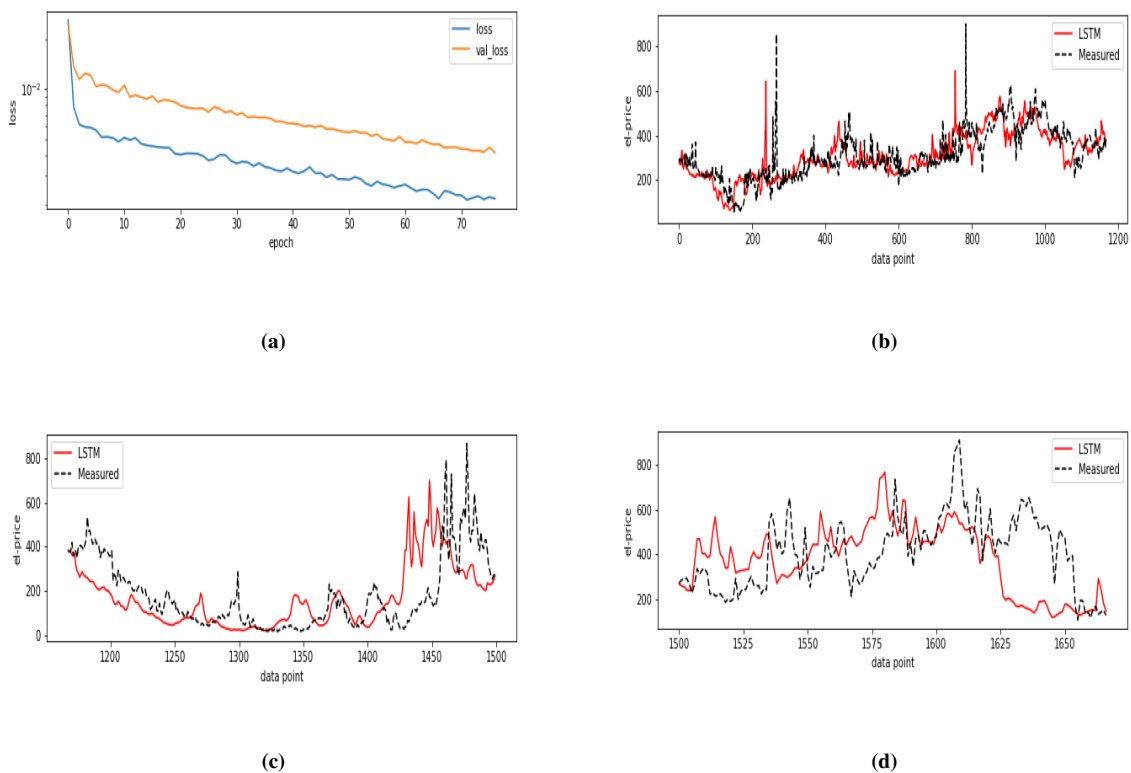 loss
val_loss
10⁻²
loss
0 10 20 30 40 50 60 70
epoch
(a)
LSTM
Measured
800
600
400
200
el-price
0 200 400 600 800 1000 1200
data point
(b)
LSTM
Measured
800
600
400
200
0
el-price
1200 1250 1300 1350 1400 1450 1500
data point
(c)
LSTM
Measured
800
600
400
200
el-price
1500 1525 1550 1575 1600 1625 1650
data point
(d)